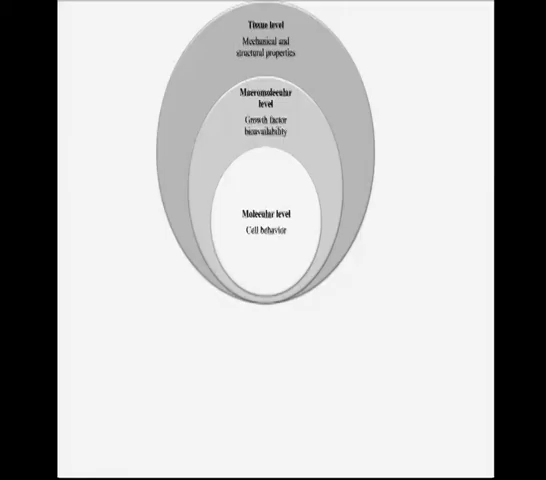 Tissue level
Mechanical and
structural properties
Macromolecular
level
Growth factor
bioavailability
Molecular level
Cell behavior